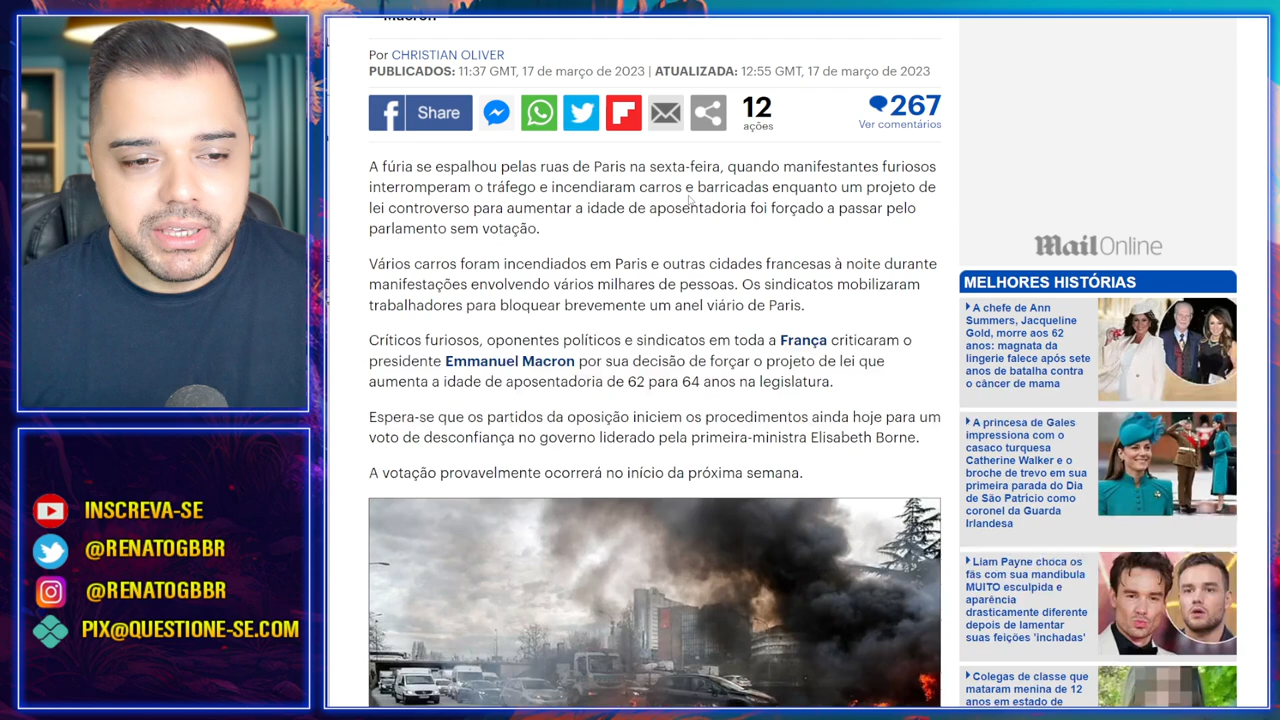 Macron
Por CHRISTIAN OLIVER
PUBLICADOS: 11:37 GMT, 17 de março de 2023 | ATUALIZADA: 12:55 GMT, 17 de março de 2023
Share
12
ações
267
Ver comentários
A fúria se espalhou pelas ruas de Paris na sexta-feira, quando manifestantes furiosos
interromperam o tráfego e incendiaram carros e barricadas enquanto um projeto de
lei controverso para aumentar a idade de aposentadoria foi forçado a passar pelo
parlamento sem votação.
Vários carros foram incendiados em Paris e outras cidades francesas à noite durante
manifestações envolvendo vários milhares de pessoas. Os sindicatos mobilizaram
trabalhadores para bloquear brevemente um anel viário de Paris.
Críticos furiosos, oponentes políticos e sindicatos em toda a França criticaram o
presidente Emmanuel Macron por sua decisão de forçar o projeto de lei que
aumenta a idade de aposentadoria de 62 para 64 anos na legislatura.
Espera-se que os partidos da oposição iniciem os procedimentos ainda hoje para um
voto de desconfiança no governo liderado pela primeira-ministra Elisabeth Borne.
A votação provavelmente ocorrerá no início da próxima semana.
Mail Online
MELHORES HISTÓRIAS
A chefe de Ann
Summers, Jacqueline
Gold, morre aos 62
anos: magnata da
lingerie falece após sete
anos de batalha contra
o câncer de mama
A princesa de Gales
impressiona com o
casaco turquesa
Catherine Walker e o
broche de trevo em sua
primeira parada do Dia
de São Patrício como
coronel da Guarda
Irlandesa
Liam Payne choca os
fãs com sua mandíbula
MUITO esculpida e
aparência
drasticamente diferente
depois de lamentar
suas feições 'inchadas'
Colegas de classe que
mataram menina de 12
anos em estado de
INSCREVA-SE
@RENATOGBBR
@RENATOGBBR
PIX@QUESTIONE-SE.COM